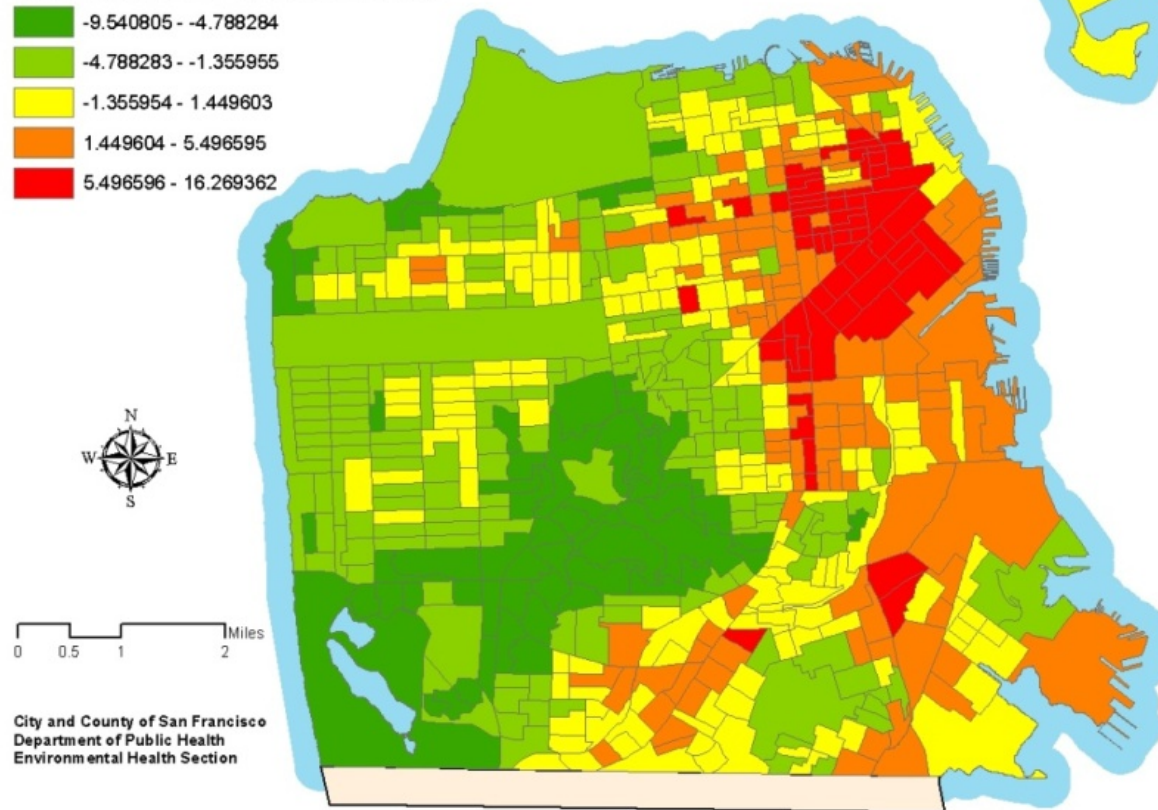 -9.540805 - -4.788284
-4.788283 - -1.355955
-1.355954 - 1.449603
1.449604 - 5.496595
5.496596 - 16.269362
N
W E
S
Miles
0 0.5 1 2
City and County of San Francisco
Department of Public Health
Environmental Health Section